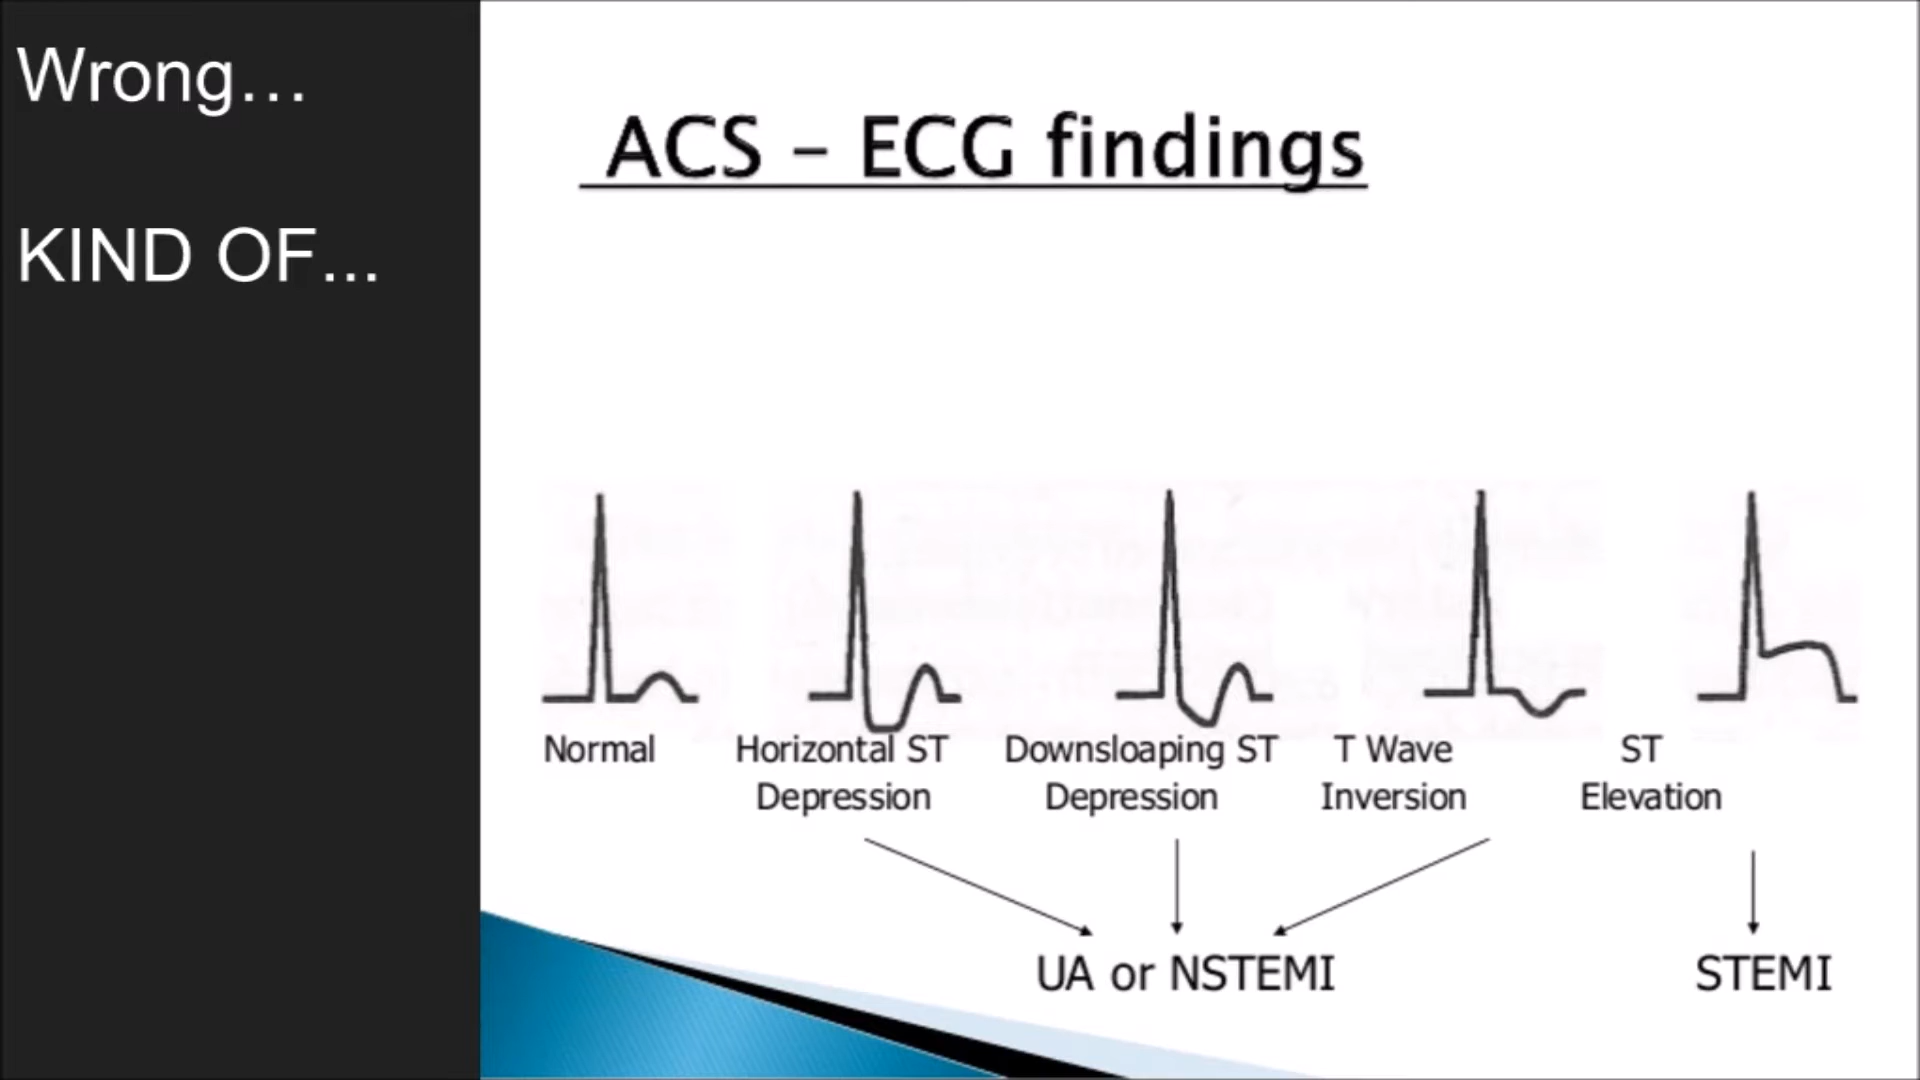 Wrong…
KIND OF...
ACS – ECG findings
Normal
Horizontal ST
Depression
Downsloaping ST
Depression
T Wave
Inversion
ST
Elevation
UA or NSTEMI
STEMI